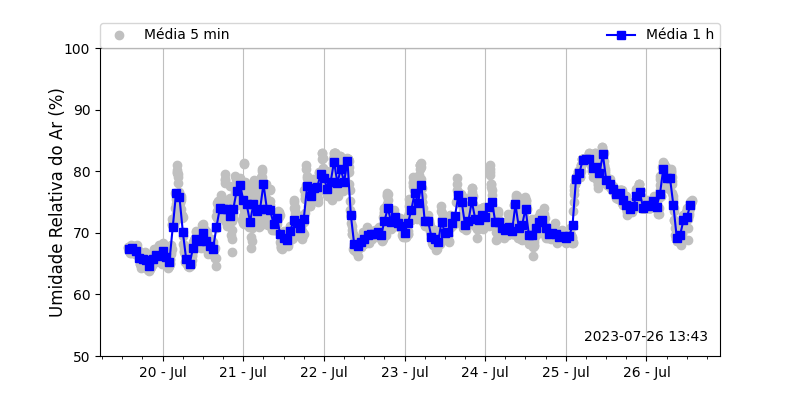 Média 5 min
Média 1 h
Umidade Relativa do Ar (%)
100
90
80
70
60
50
2023-07-26 13:43
20 - Jul
21 - Jul
22 - Jul
23 - Jul
24 - Jul
25 - Jul
26 - Jul